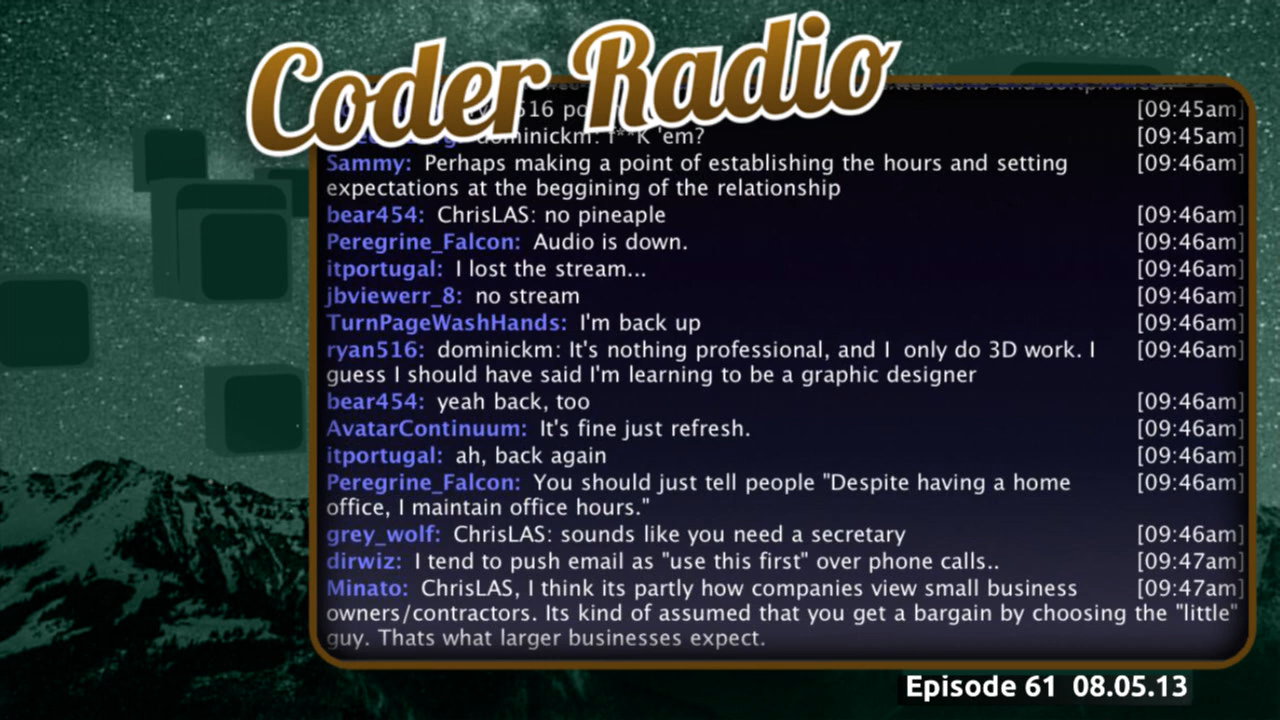 Coder Radio
516 po
dominickm: f**K 'em?
[09:45am]
[09:45am]
Sammy: Perhaps making a point of establishing the hours and setting [09:46am]
expectations at the beggining of the relationship
bear454: ChrisLAS: no pineaple [09:46am]
Peregrine_Falcon: Audio is down. [09:46am]
itportugal: I lost the stream... [09:46am]
jbviewerr_8: no stream [09:46am]
TurnPageWashHands: I'm back up [09:46am]
ryan516: dominickm: It's nothing professional, and I only do 3D work. I [09:46am]
guess I should have said I'm learning to be a graphic designer
bear454: yeah back, too [09:46am]
AvatarContinuum: It's fine just refresh. [09:46am]
itportugal: ah, back again [09:46am]
Peregrine_Falcon: You should just tell people "Despite having a home [09:46am]
office, I maintain office hours."
grey_wolf: ChrisLAS: sounds like you need a secretary [09:46am]
dirwiz: I tend to push email as "use this first" over phone calls.. [09:47am]
Minato: ChrisLAS, I think its partly how companies view small business [09:47am]
owners/contractors. Its kind of assumed that you get a bargain by choosing the "little"
guy. Thats what larger businesses expect.
Episode 61 08.05.13